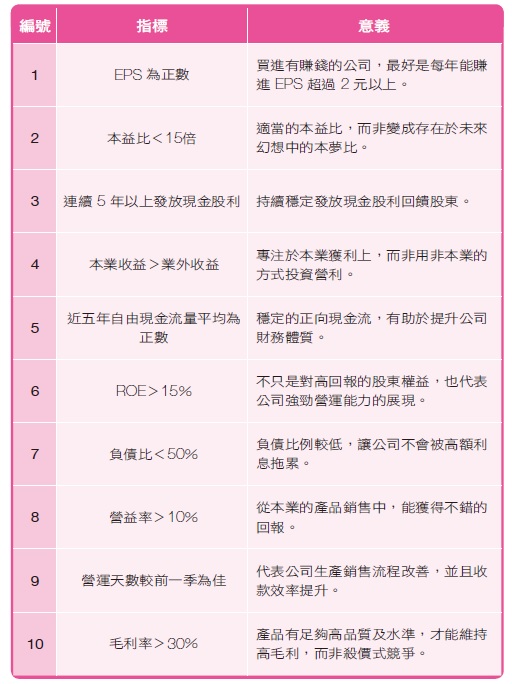 編號 指標 意義
1 EPS 為正數 買進有賺錢的公司，最好是每年能賺
進 EPS 超過 2 元以上。
2 本益比＜15倍 適當的本益比，而非變成存在於未來
幻想中的本夢比。
3 連續 5 年以上發放現金股利 持續穩定發放現金股利回饋股東。
4 本業收益＞業外收益 專注於本業獲利上，而非用非本業的
方式投資營利。
5 近五年自由現金流量平均為
正數 穩定的正向現金流，有助於提升公司
財務體質。
6 ROE＞15% 不只是對高回報的股東權益，也代表
公司強勁營運能力的展現。
7 負債比＜50% 負債比例較低，讓公司不會被高額利
息拖累。
8 營益率＞10% 從本業的產品銷售中，能獲得不錯的
回報。
9 營運天數較前一季為佳 代表公司生產銷售流程改善，並且收
款效率提升。
10 毛利率＞30% 產品有足夠高品質及水準，才能維持
高毛利，而非殺價式競爭。